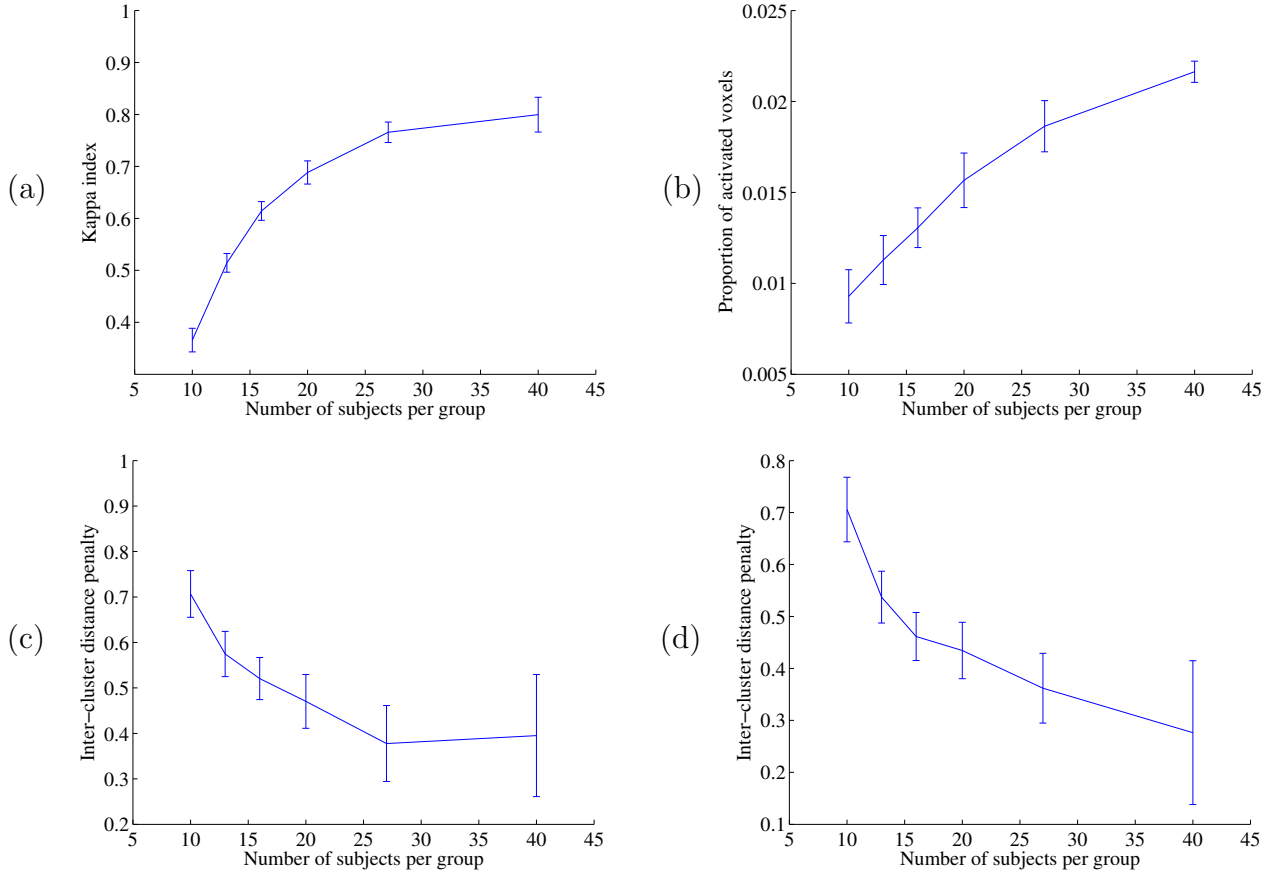 (a)
Kappa index
1
0.9
0.8
0.7
0.6
0.5
0.4
5 10 15 20 25 30 35 40 45
Number of subjects per group
(b)
Proportion of activated voxels
0.025
0.02
0.015
0.01
0.005
5 10 15 20 25 30 35 40 45
Number of subjects per group
(c)
Inter−cluster distance penalty
1
0.9
0.8
0.7
0.6
0.5
0.4
0.3
0.2
5 10 15 20 25 30 35 40 45
Number of subjects per group
(d)
Inter−cluster distance penalty
0.8
0.7
0.6
0.5
0.4
0.3
0.2
0.1
5 10 15 20 25 30 35 40 45
Number of subjects per group